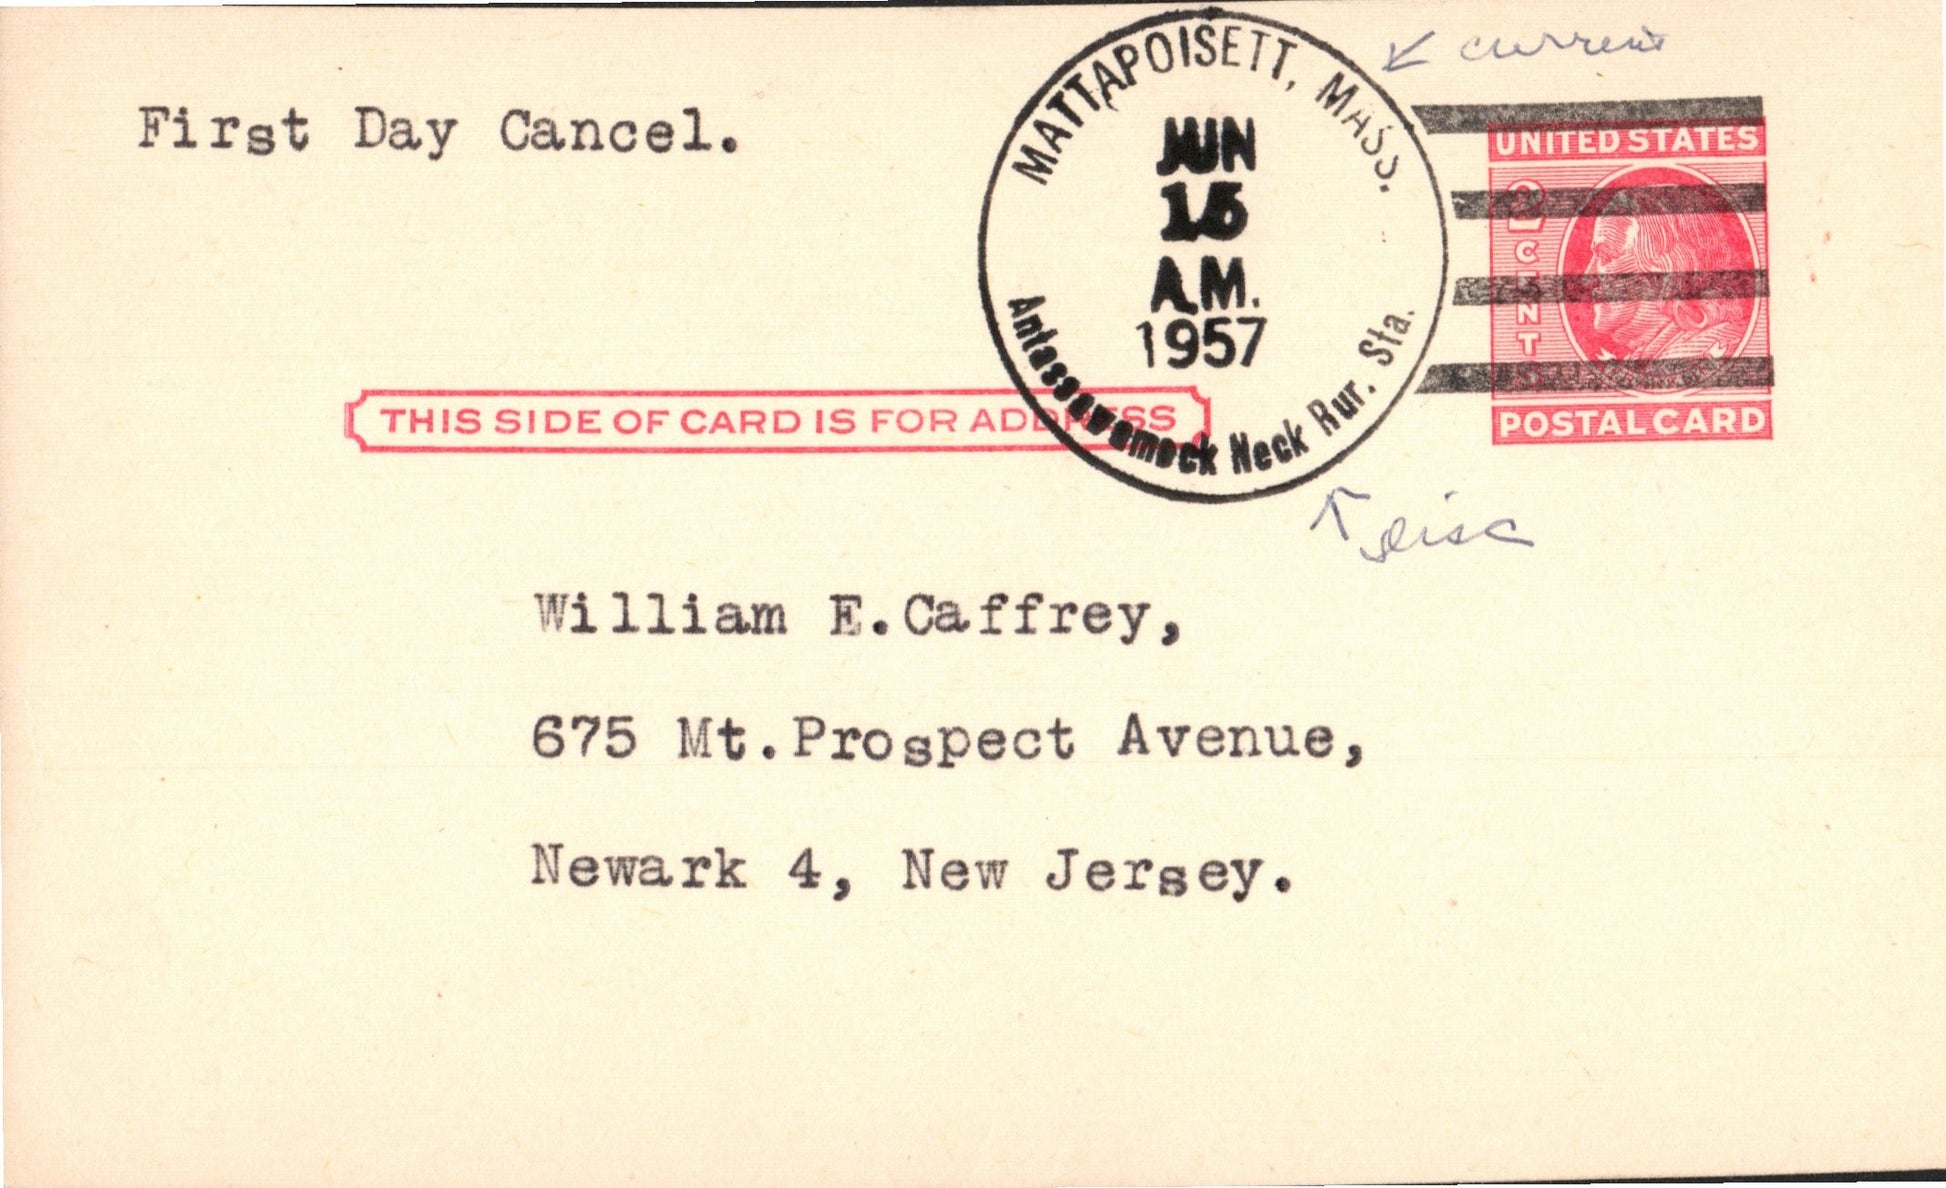 First Day Cancel.
MATTAPOISETT, MASS.
JUN
15
A.M.
1957
Antassawamock Neck Rur. Sta.
current
UNITED STATES
2 CENTS
POSTAL CARD
THIS SIDE OF CARD IS FOR ADDRESS
disc
William E.Caffrey,
675 Mt.Prospect Avenue,
Newark 4, New Jersey.